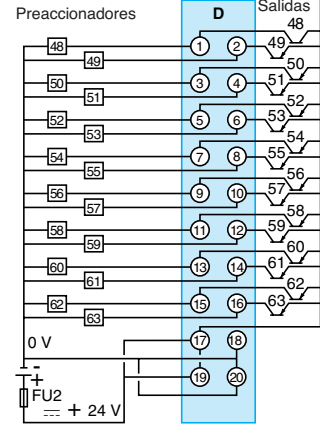 Preaccionadores D Salidas
48
48 1 2 49
49
50
50 3 4 51
51
52
52 5 6 53
53
54
54 7 8 55
55
56
56 9 10 57
57
58
58 11 12 59
59
60
60 13 14 61
61
62
62 15 16 63
63
0 V 17 18
-
+ 19 20
FU2
+ 24 V